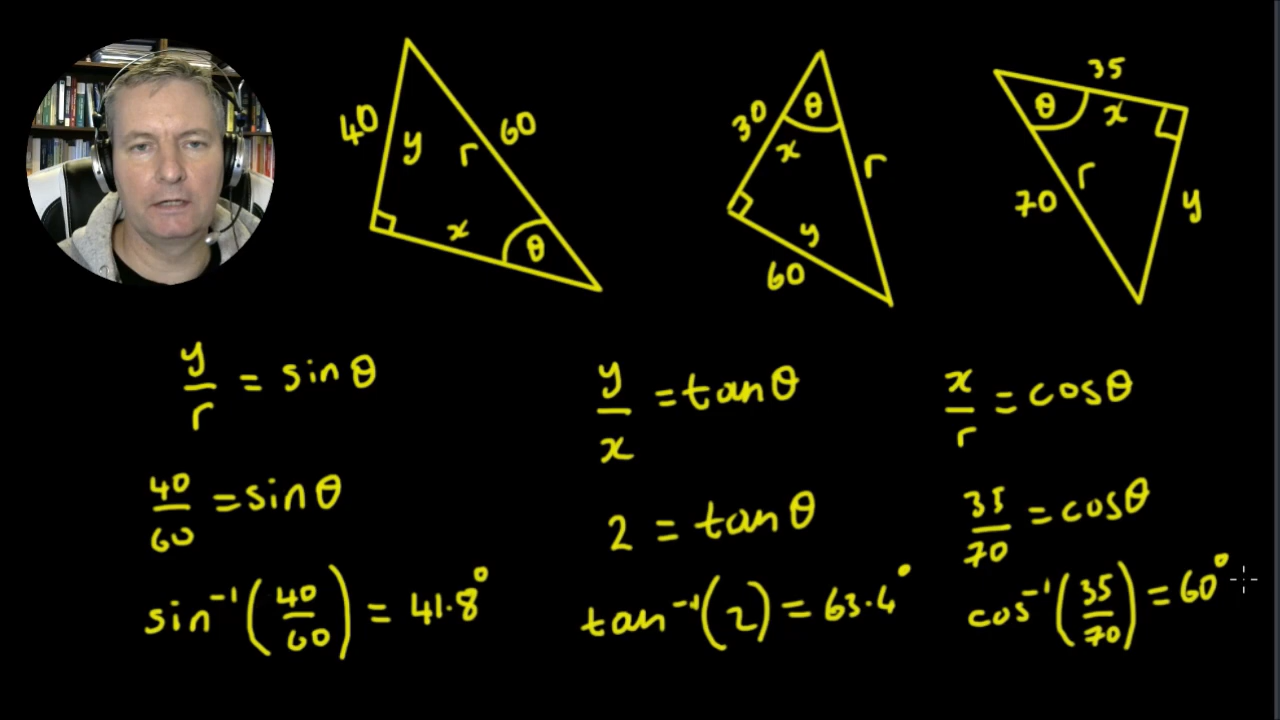 40 y r 60 x θ
30 θ x r y 60
35 θ x r 70 y
y/r = sin θ
40/60 = sin θ
sin⁻¹(40/60) = 41.8°
y/x = tan θ
2 = tan θ
tan⁻¹(2) = 63.4°
x/r = cos θ
35/70 = cos θ
cos⁻¹(35/70) = 60°